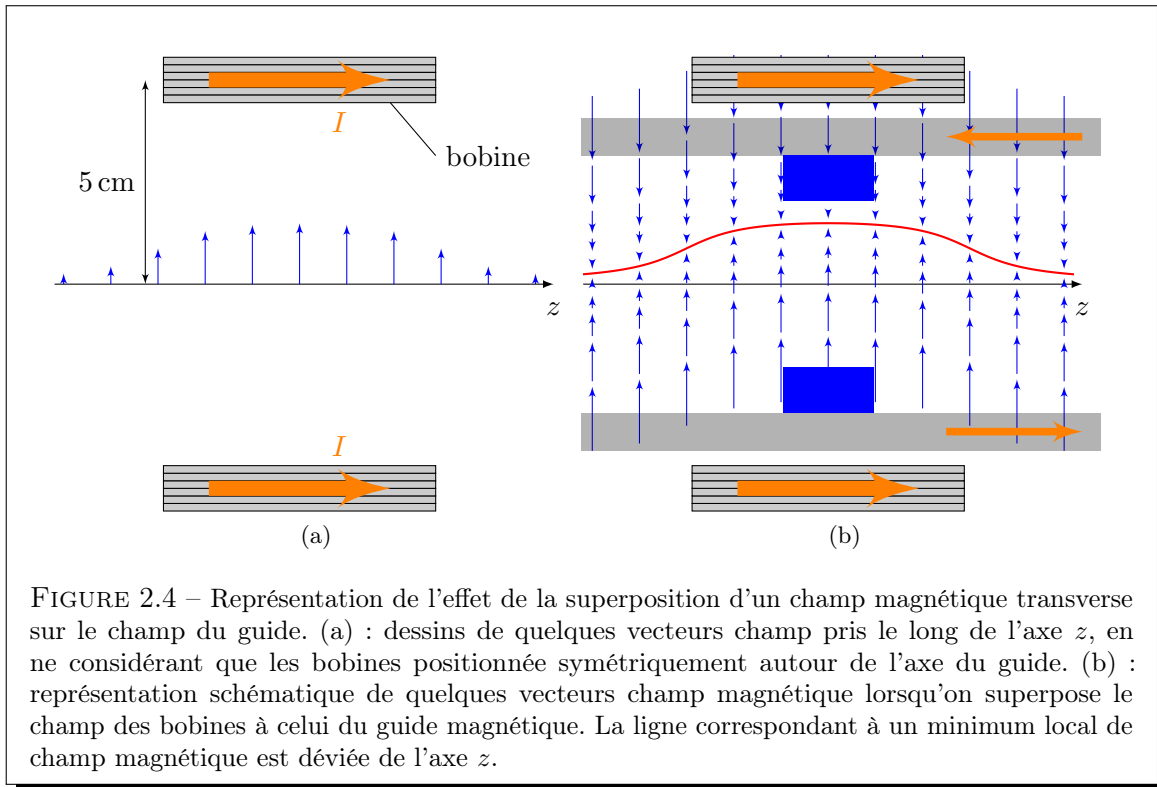 I
bobine
5 cm
z
I
(a)
z
(b)
FIGURE 2.4 – Représentation de l'effet de la superposition d'un champ magnétique transverse
sur le champ du guide. (a) : dessins de quelques vecteurs champ pris le long de l'axe z, en
ne considérant que les bobines positionnée symétriquement autour de l'axe du guide. (b) :
représentation schématique de quelques vecteurs champ magnétique lorsqu'on superpose le
champ des bobines à celui du guide magnétique. La ligne correspondant à un minimum local de
champ magnétique est déviée de l'axe z.